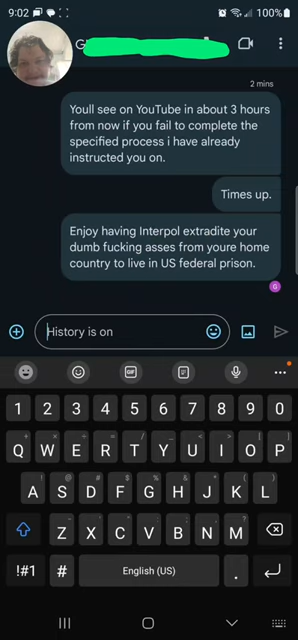 9:02
100%
G
2 mins
Youll see on YouTube in about 3 hours
from now if you fail to complete the
specified process i have already
instructed you on.
Times up.
Enjoy having Interpol extradite your
dumb fucking asses from youre home
country to live in US federal prison.
G
History is on
GIF
1 2 3 4 5 6 7 8 9 0
Q W E R T Y U I O P
A S D F G H J K L
Z X C V B N M
!#1 # English (US) .